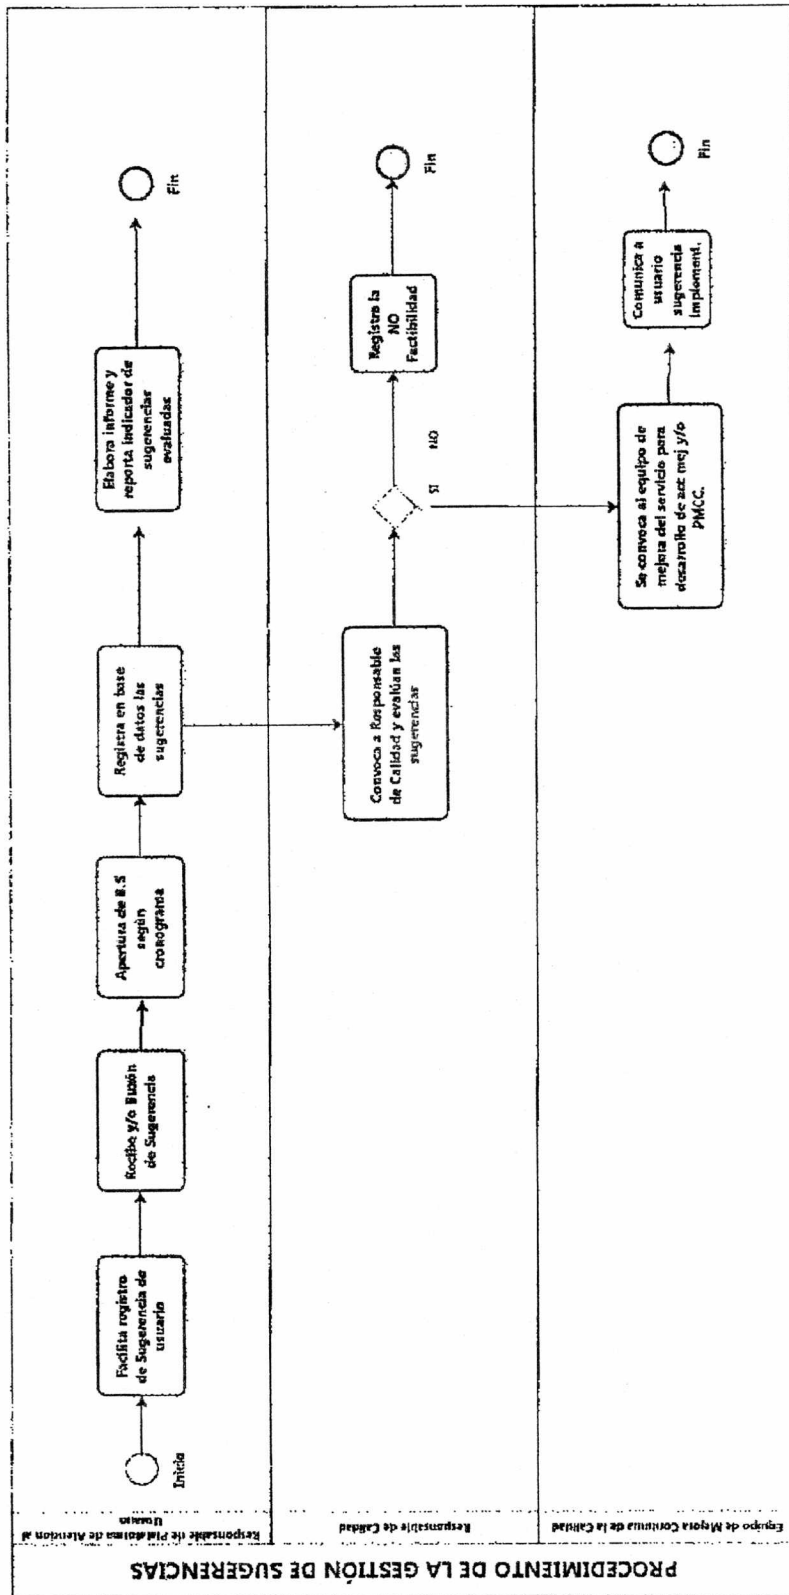 PROCEDIMIENTO DE LA GESTIÓN DE SUGERENCIAS
Responsable de Plataforma de Atencion al
Usuario
Inicio
Facilita registro
de Sugerencia de
usuario
Recibe y/o Buzón
de Sugerencia
Apertura de B.S
según
cronograma
Registra en base
de datos las
sugerencias
Elabora informe y
reporta indicador de
sugerencias
evaluadas
Fin
Responsable de Calidad
Convoca a Responsable
de Calidad y evalúan las
sugerencias
SI
NO
Registra la
NO
Factibilidad
Fin
Equipo de Mejora Continua de la Calidad
Se convoca al equipo de
mejora del servicio para
desarrollo de acc mej y/o
PMCC.
Comunica a
usuario
sugerencia
implement.
Fin